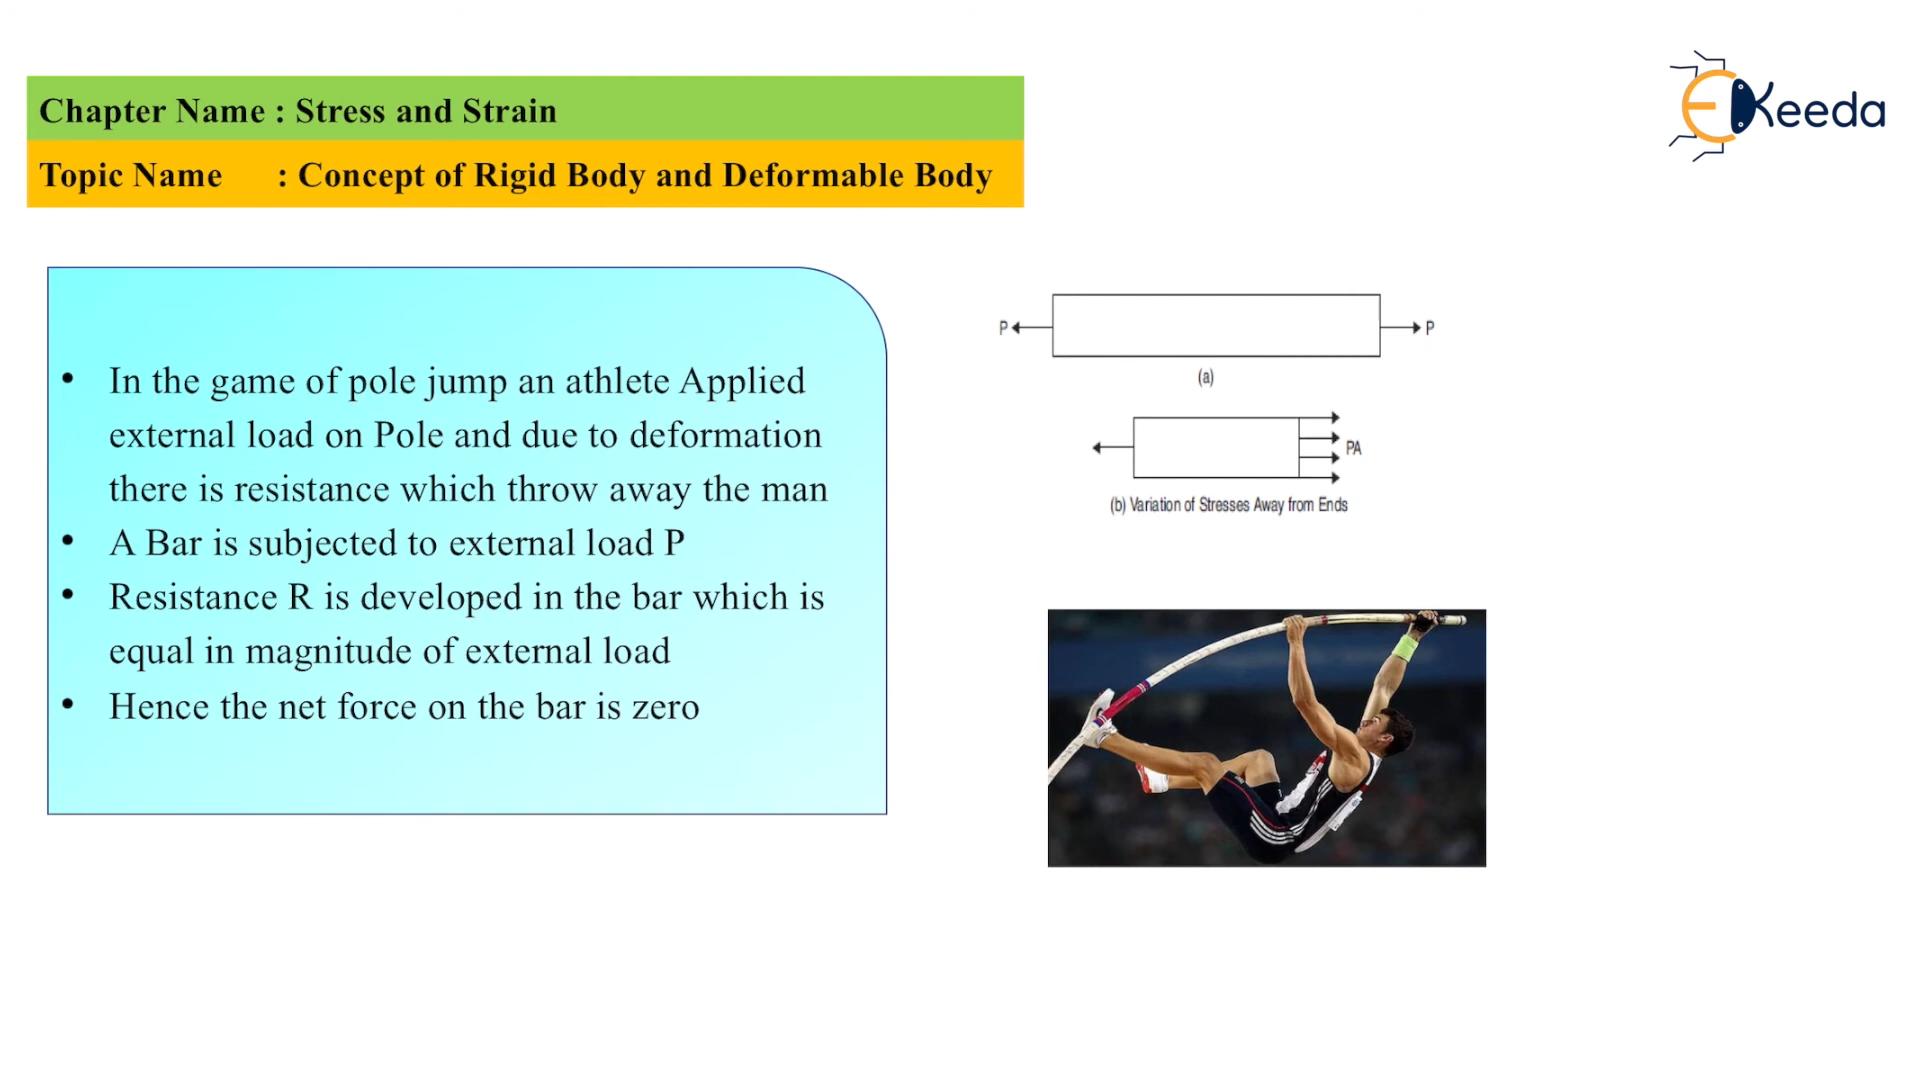 Chapter Name : Stress and Strain
Topic Name : Concept of Rigid Body and Deformable Body
EKeeda
• In the game of pole jump an athlete Applied
external load on Pole and due to deformation
there is resistance which throw away the man
• A Bar is subjected to external load P
• Resistance R is developed in the bar which is
equal in magnitude of external load
• Hence the net force on the bar is zero
P P
(a)
PA
(b) Variation of Stresses Away from Ends